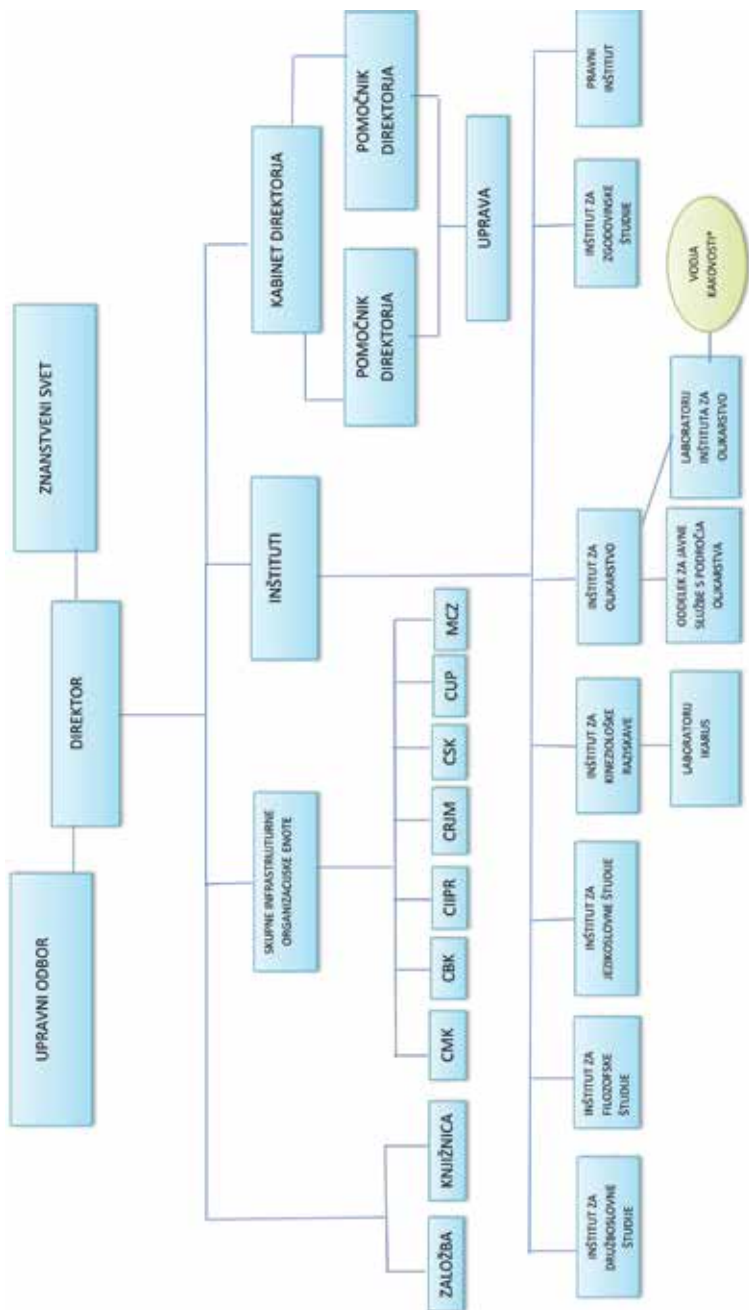 UPRAVNI ODBOR
DIREKTOR
ZNANSTVENI SVET
ZALOŽBA
KNJIŽNICA
SKUPNE INFRASTRUKTURNE
ORGANIZACIJSKE ENOTE
CMK
CBK
CIIPR
CRJM
CSK
CUP
MCZ
INŠTITUTI
KABINET DIREKTORJA
POMOČNIK
DIREKTORJA
POMOČNIK
DIREKTORJA
UPRAVA
INŠTITUT ZA
DRUŽBOSLOVNE
ŠTUDIJE
INŠTITUT ZA
FILOZOFSKE
ŠTUDIJE
INŠTITUT ZA
JEZIKOSLOVNE ŠTUDIJE
INŠTITUT ZA
KINEZIOLOŠKE
RAZISKAVE
LABORATORIJ
IKARUS
INŠTITUT ZA
OLJKARSTVO
ODDELEK ZA JAVNE
SLUŽBE S PODROČJA
OLJKARSTVA
LABORATORIJ
INŠTITUTA ZA
OLJKARSTVO
VODJA
KAKOVOSTI*
INŠTITUT ZA
ZGODOVINSKE
ŠTUDIJE
PRAVNI
INŠTITUT